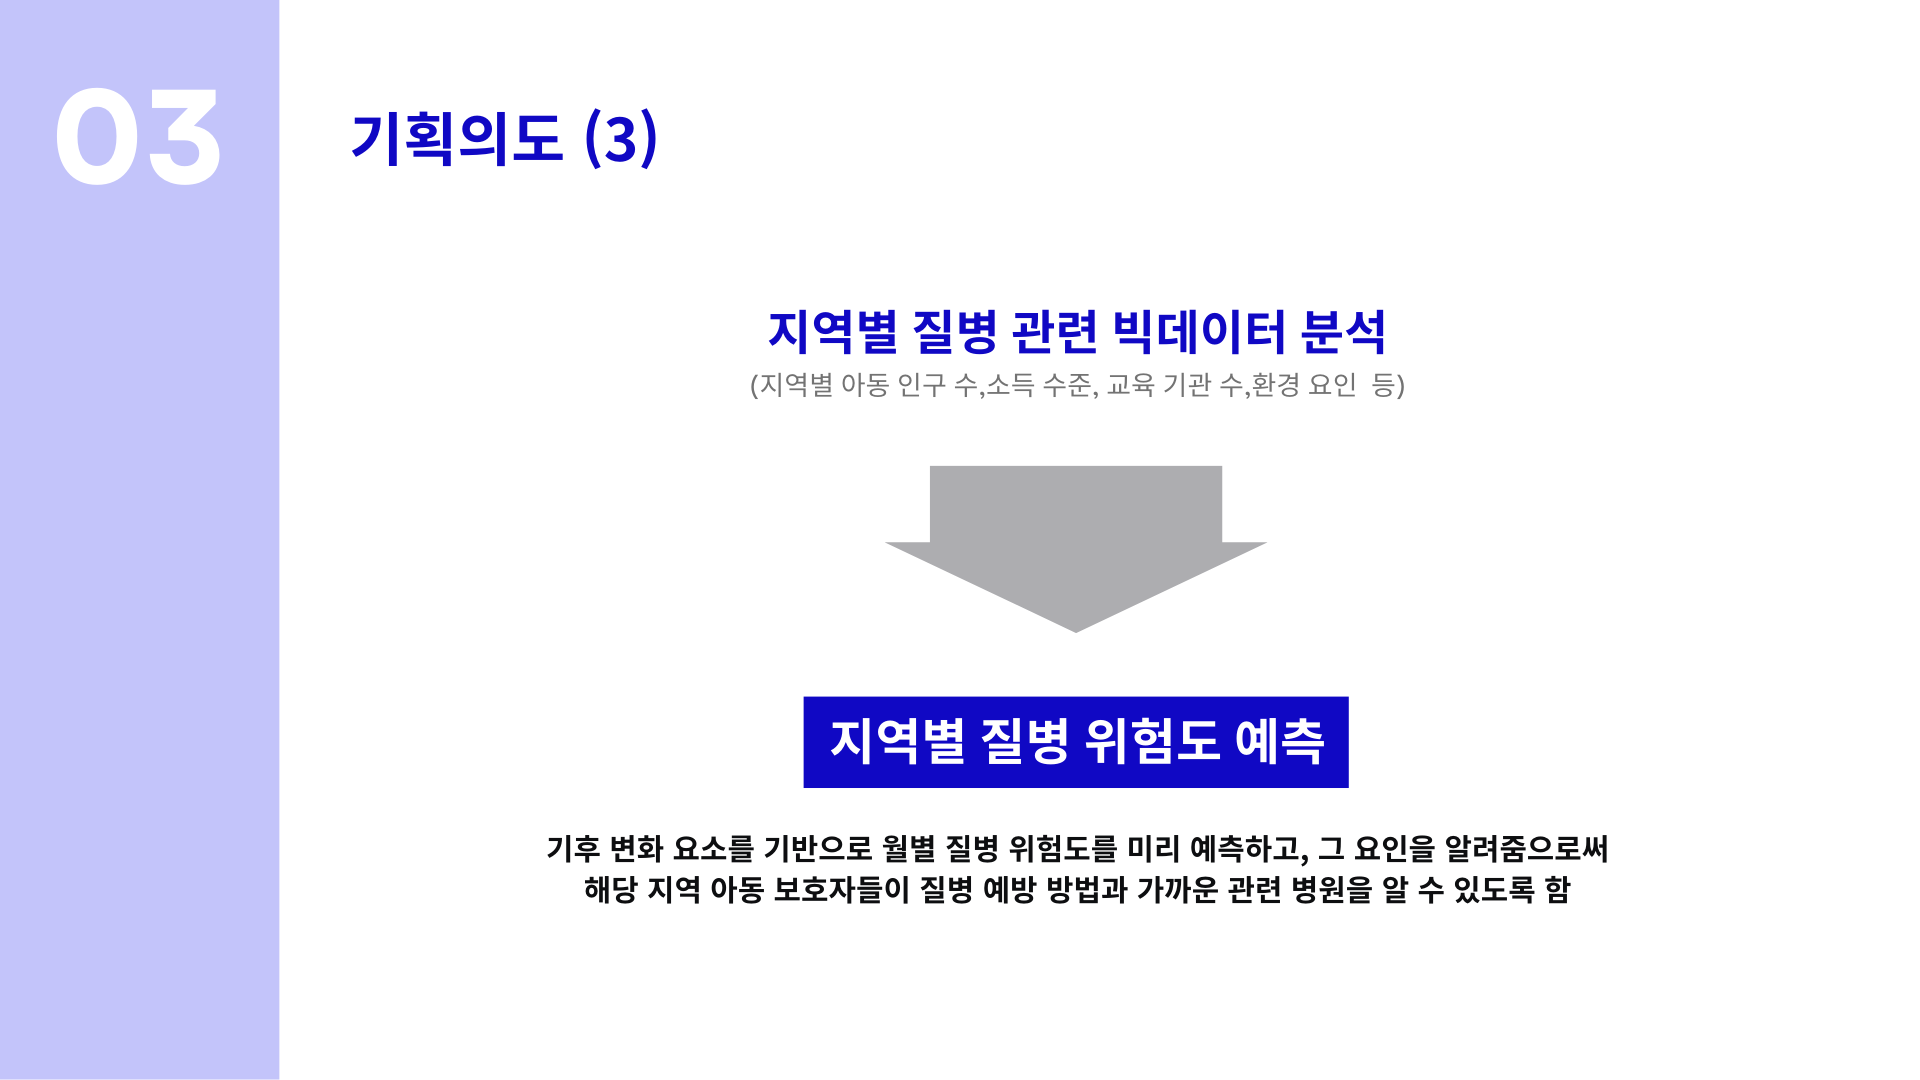 03
기획의도 (3)
지역별 질병 관련 빅데이터 분석
(지역별 아동 인구 수,소득 수준, 교육 기관 수,환경 요인  등)
지역별 질병 위험도 예측
기후 변화 요소를 기반으로 월별 질병 위험도를 미리 예측하고, 그 요인을 알려줌으로써
해당 지역 아동 보호자들이 질병 예방 방법과 가까운 관련 병원을 알 수 있도록 함